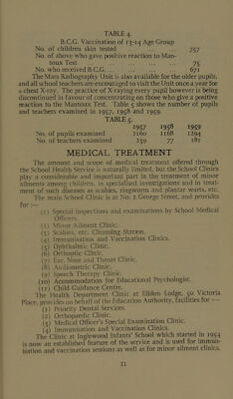 TABLE 4.
B.C.G. Vaccination of 13-14 Age Group
No. of children skin tested 757
No. of above who gave positive reaction to Man-
toux Test 75
No. who received B.C.G. ... 671
The Mass Radiography Unit is also available for the older pupils,
and all school teachers are encouraged to visit the Unit once a year for
a chest X-ray. The practice of X-raying every pupil however is being
discontinued in favour of concentrating on those who give a positive
reaction to the Mantoux Test. Table 5 shows the number of pupils
and teachers examined in 1957, 1958 and 1959.
TABLE 5.
1957 1958 1959
No. of pupils examined 1160 1168 1204
No. of teachers examined 159 77 181
MEDICAL TREATMENT
The amount and scope of medical treatment offered through
the School Health Service is naturally limited, but the School Clinics
play a considerable and important part in the treatment of minor
ailments among children, in specialised investigations and in treat-
ment of such diseases as scabies, ringworm and plantar warts, etc.
The main School Clinic is at No. 2 George Street, and provides
for :—
(1) Special inspections and examinations by School Medical
Officers.
(2) Minor Ailment Clinic.
(3) Scabies, etc. Cleansing Station.
(4) Immunisation and Vaccination Clinics.
(5) Ophthalmic Clinic.
(6) Orthoptic Clinic.
(7) Ear, Nose and Throat Clinic.
(8) Audiometric Clinic.
(9) Speech Therapy Clinic.
(10) Accommodation for Educational Psychologist.
(11) Child Guidance Centre.
The Health Department Clinic at Eildon Lodge, 50 Victoria
Place, provides on behalf of the Education Authority, facilities for :—
(1) Priority Dental Services.
(2) Orthopaedic Clinic.
(3) Medical Officer's Special Examination Clinic.
(4) Immunisation and Vaccination Clinics.
The Clinic at Inglewood Infants' School which started in 1954
is now an established feature of the service and is used for immun-
isation and vaccination sessions as well as for minor ailment clinics.
11